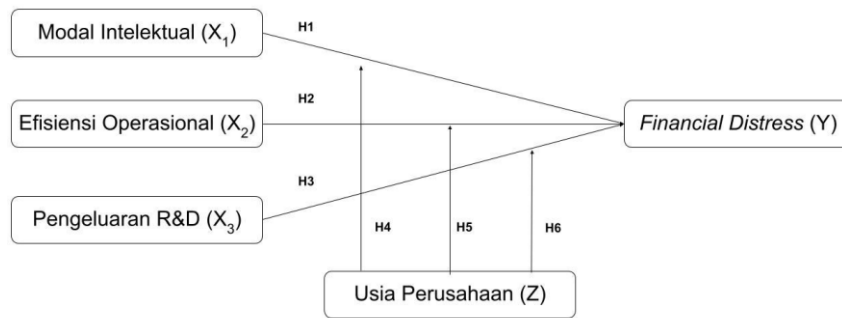 Modal Intelektual (X₁)
H1
H2
Efisiensi Operasional (X₂)
Financial Distress (Y)
H3
Pengeluaran R&D (X₃)
H4
H5
H6
Usia Perusahaan (Z)